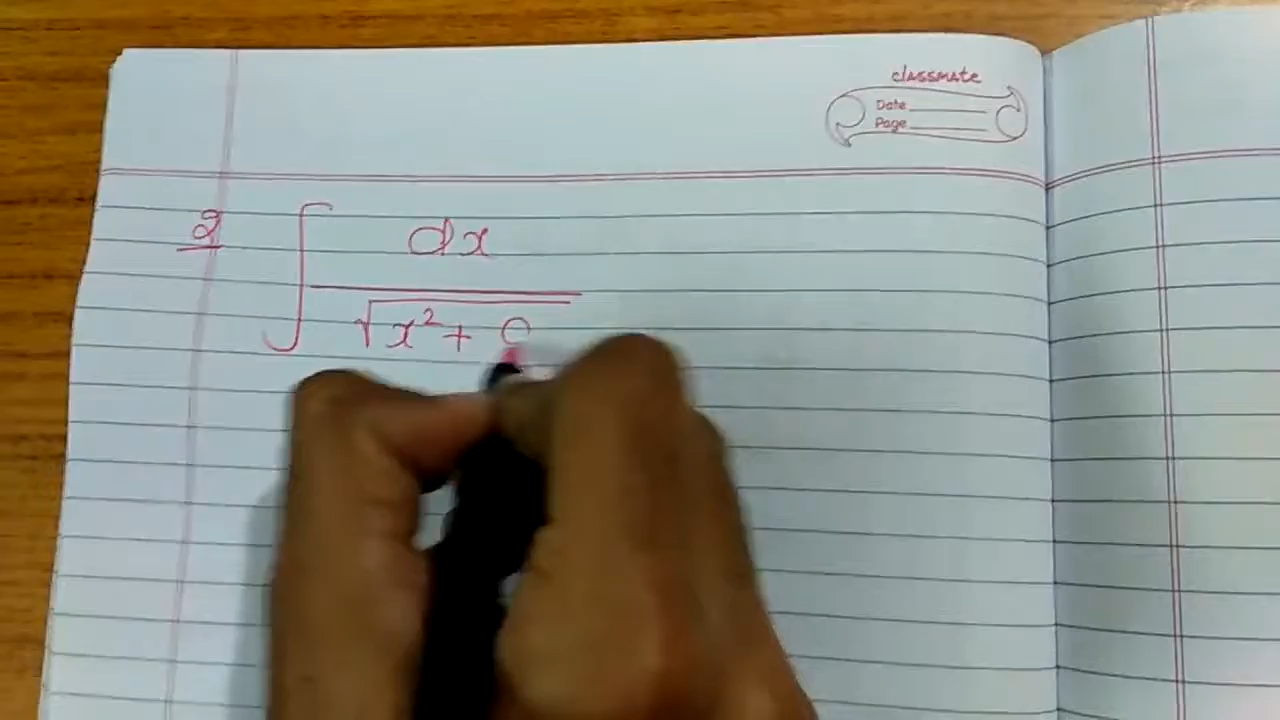 classmate
Date
Page
2 ∫ dx
√x² +